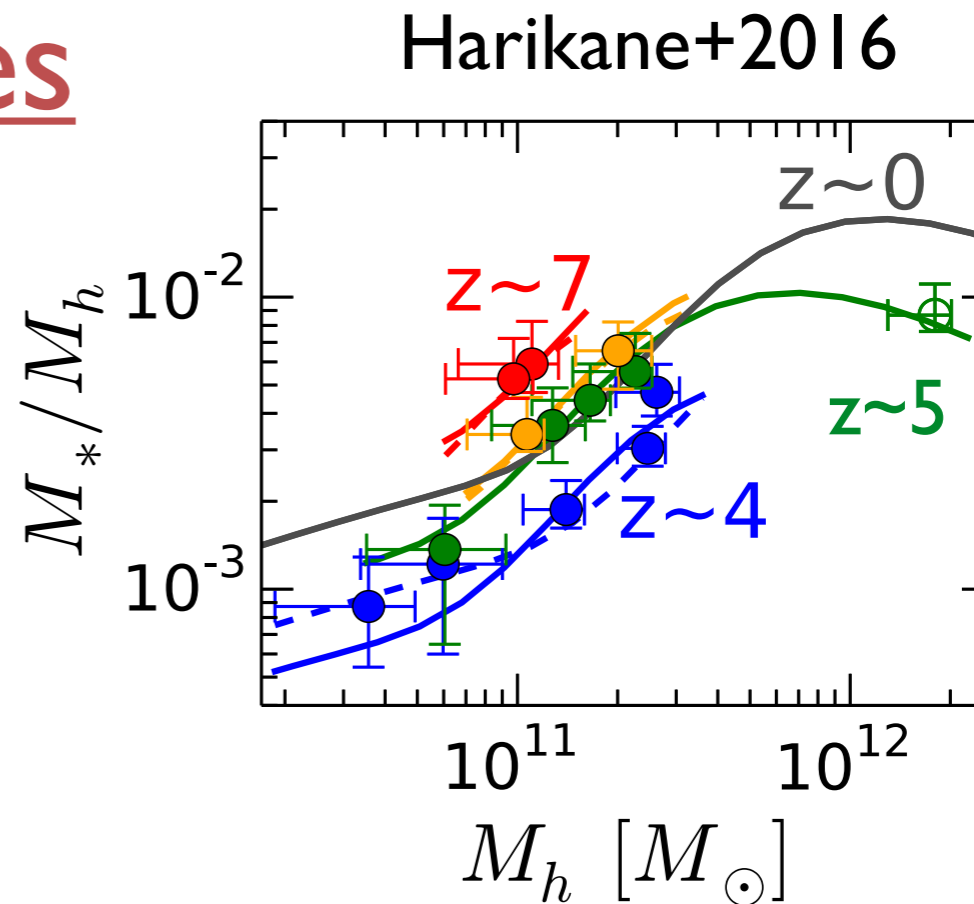 es
Harikane+2016
z~0
z~7
10^-2
z~5
z~4
10^-3
M_*/M_h
10^11 10^12
M_h [M_⊙]